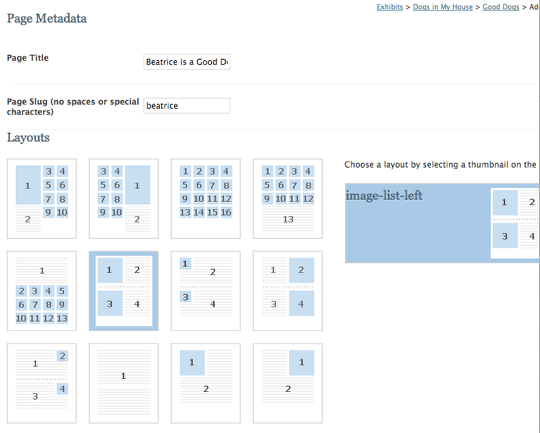 Exhibits > Dogs in My House > Good Dogs >
Page Metadata
Page Title
Beatrice is a Good
Page Slug (no spaces or special
characters)
beatrice
Layouts
Choose a layout by selecting a thumbnail on the
image-list-left
1 2
3 4
1 2 3 4 5 6 7 8 9 10
1 2 3 4 5 6 7 8 9 10
1 2 3 4 5 6 7 8 9 10 11 12 13 14 15 16
1 2 3 4 5 6 7 8 9 10 11 12 13
1 2 3 4 5 6 7 8 9 10 11 12 13
1 2 3 4
1 2 3 4
1 2 3 4
1 2 3 4
1
1 2
1 2